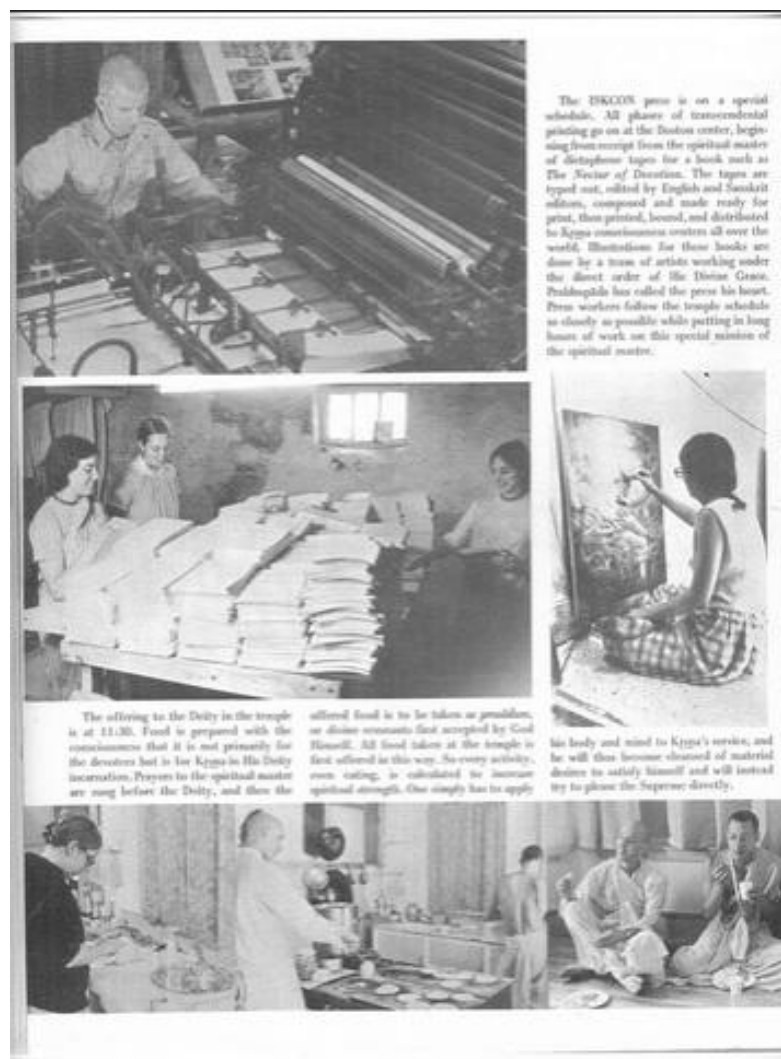 The ISKCON press is on a special
schedule. All phases of transcendental
printing go on at the Boston center, begin-
ning from receipt from the spiritual master
of dictaphone tapes for a book such as
The Nectar of Devotion. The tapes are
typed out, edited by English and Sanskrit
editors, composed and made ready for
print, then printed, bound, and distributed
to Kṛṣṇa consciousness centers all over the
world. Illustrations for these books are
done by a team of artists working under
the direct order of His Divine Grace.
Prabhupāda has called the press his heart.
Press workers follow the temple schedule
as closely as possible while putting in long
hours of work on this special mission of
the spiritual master.
The offering to the Deity in the temple
is at 11:30. Food is prepared with the
consciousness that it is not primarily for
the devotees but is for Kṛṣṇa in His Deity
incarnation. Prayers to the spiritual master
are sung before the Deity, and then the
offered food is to be taken as prasādam,
or divine remnants first accepted by God
Himself. All food taken at the temple is
first offered in this way. So every activity,
even eating, is calculated to increase
spiritual strength. One simply has to apply
his body and mind to Kṛṣṇa's service, and
he will thus become cleansed of material
desire to satisfy himself and will instead
try to please the Supreme directly.